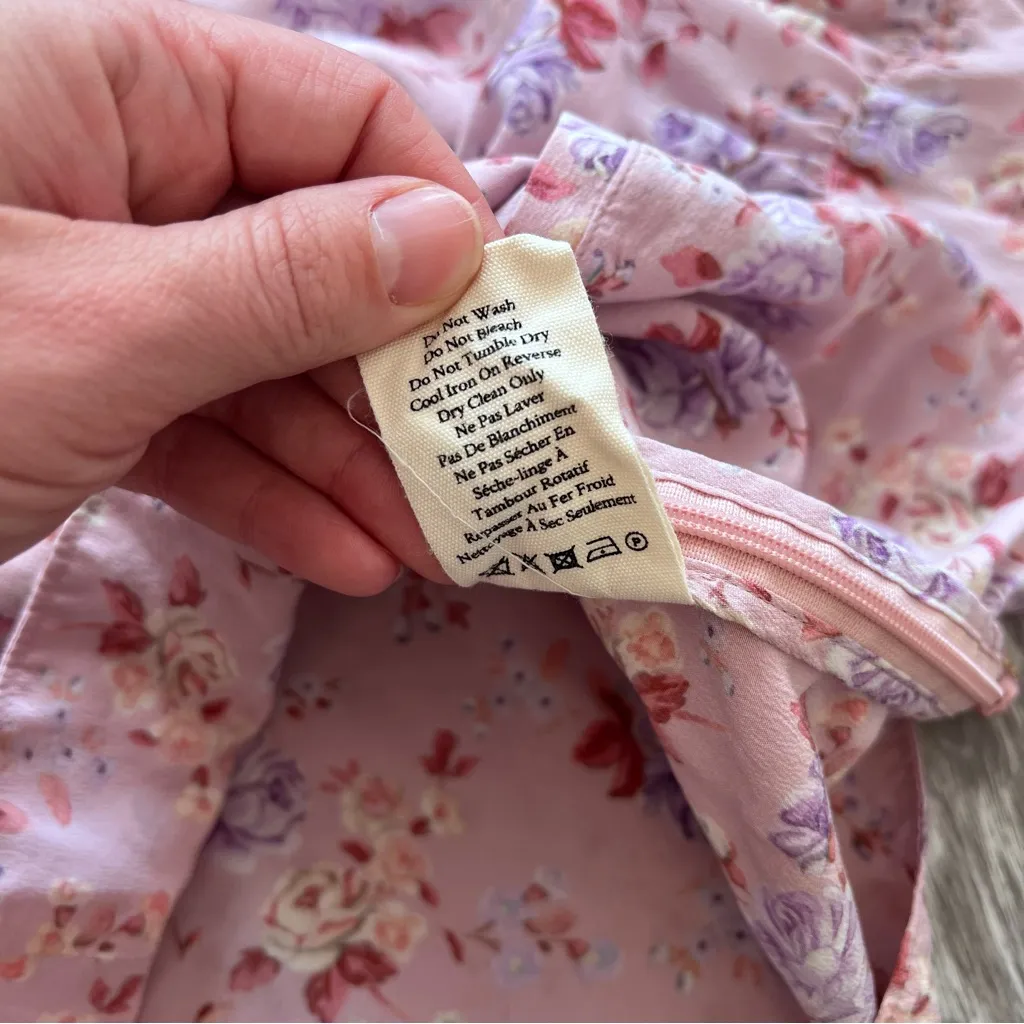 Do Not Wash
Do Not Bleach
Do Not Tumble Dry
Cool Iron On Reverse
Dry Clean Only
Ne Pas Laver
Pas De Blanchiment
Ne Pas Sécher En
Séche-linge À
Tambour Rotatif
Repasser Au Fer Froid
Nettoyage À Sec Seulement
P